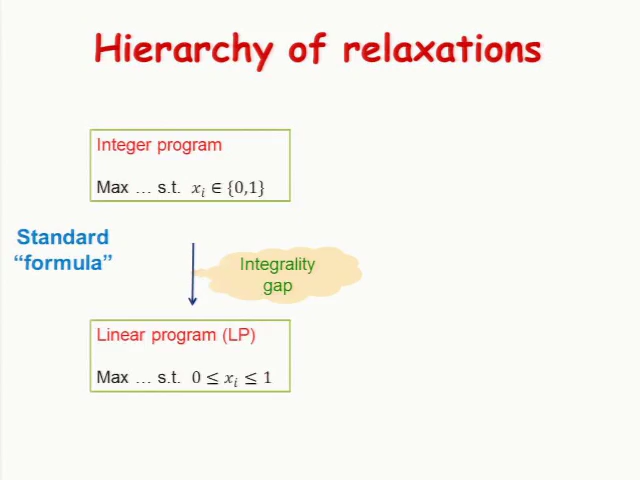 Hierarchy of relaxations
Integer program
Max … s.t. xᵢ ∈ {0,1}
Standard
“formula”
Integrality
gap
Linear program (LP)
Max … s.t. 0 ≤ xᵢ ≤ 1